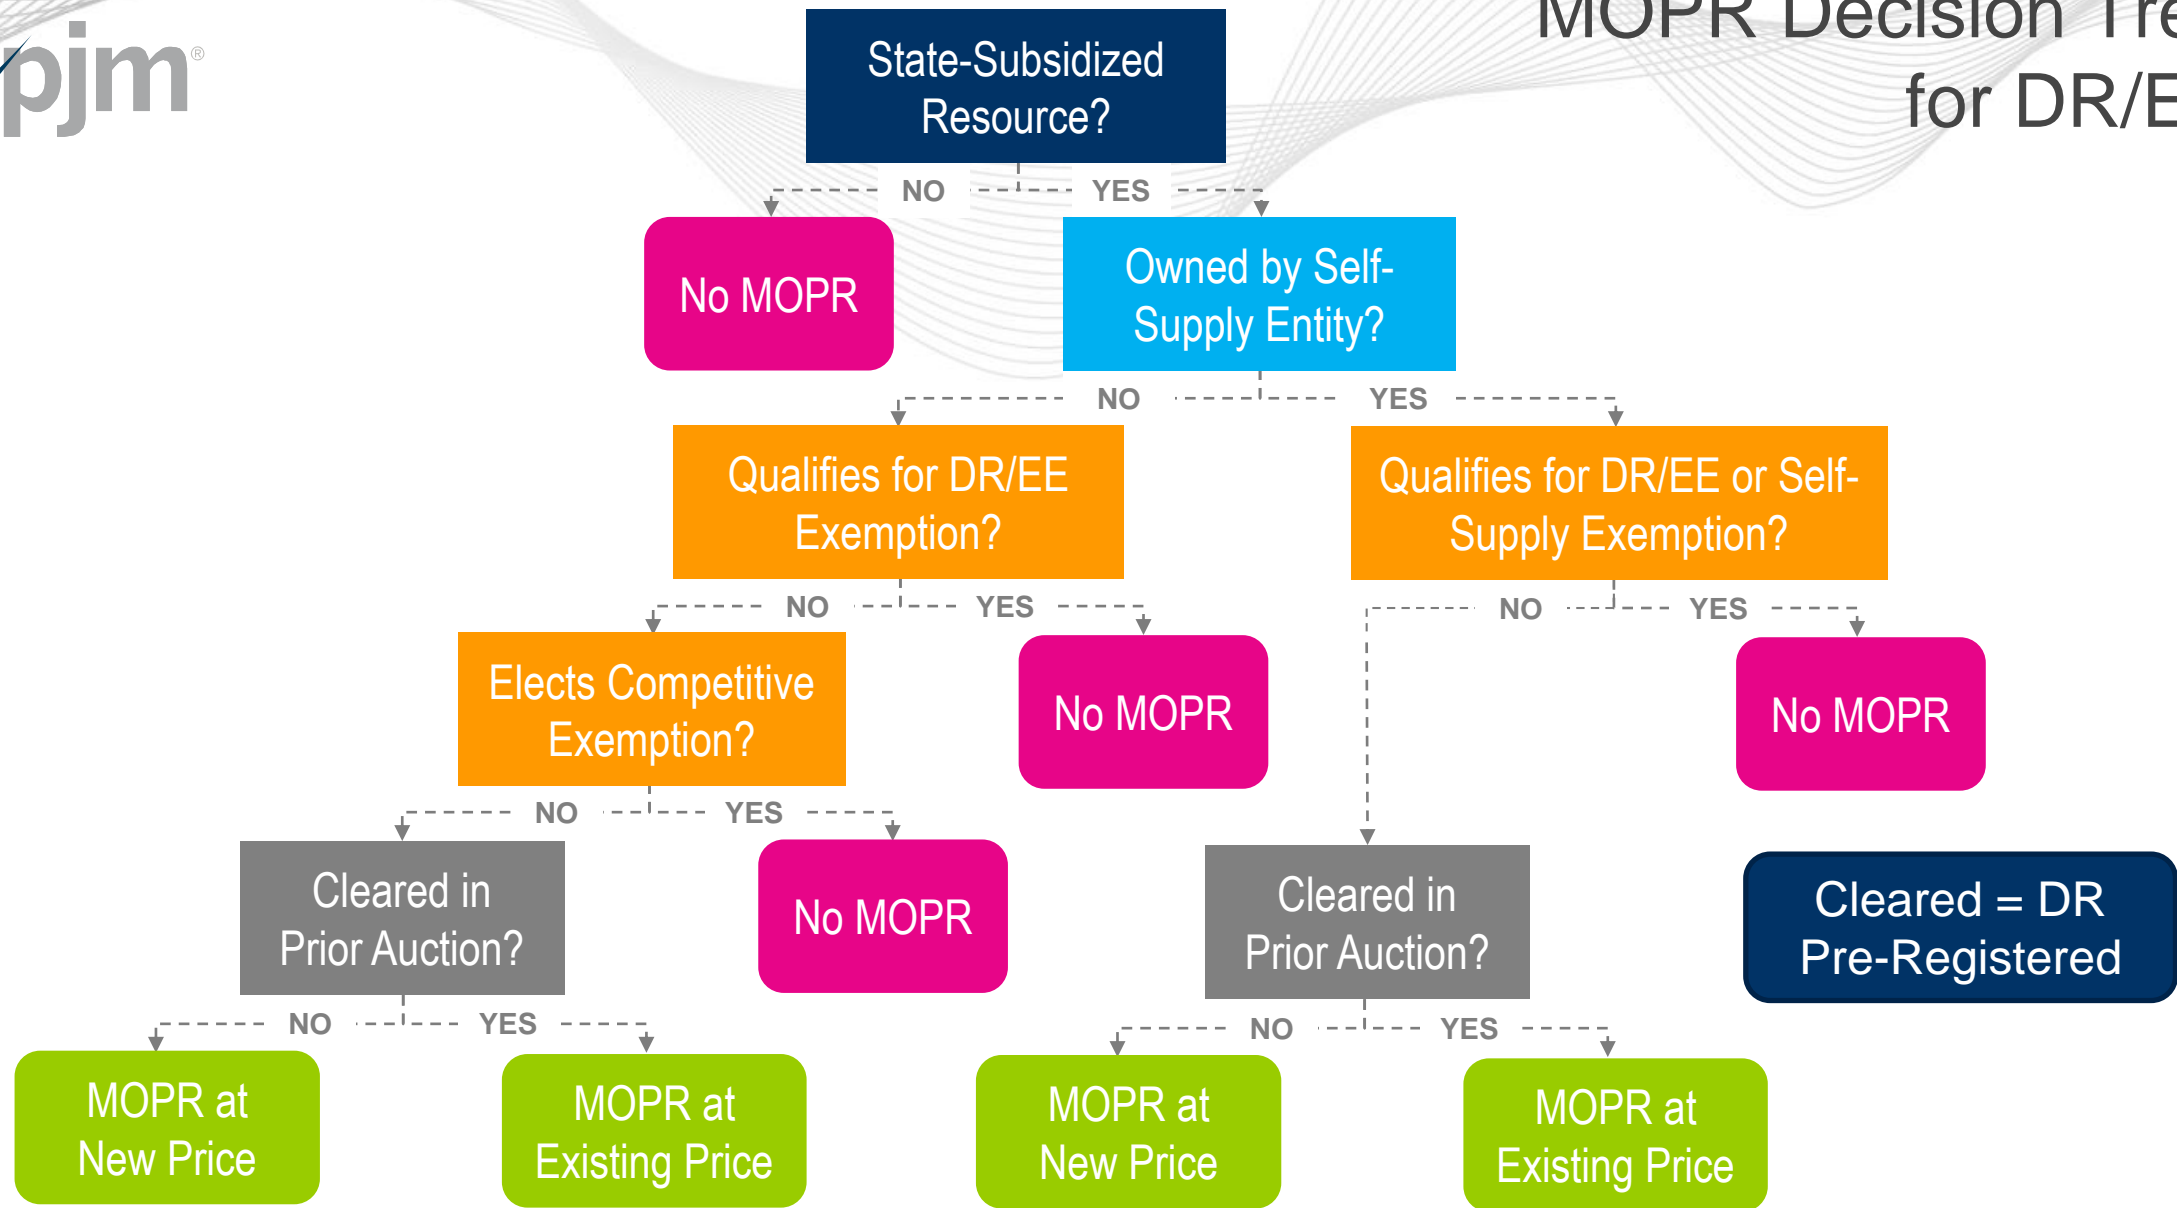 pjm®
MOPR Decision Tre
for DR/E
State-Subsidized
Resource?
NO
YES
No MOPR
Owned by Self-
Supply Entity?
NO
YES
Qualifies for DR/EE
Exemption?
Qualifies for DR/EE or Self-
Supply Exemption?
NO
YES
NO
YES
Elects Competitive
Exemption?
No MOPR
No MOPR
NO
YES
Cleared in
Prior Auction?
No MOPR
Cleared in
Prior Auction?
Cleared = DR
Pre-Registered
NO
YES
NO
YES
MOPR at
New Price
MOPR at
Existing Price
MOPR at
New Price
MOPR at
Existing Price